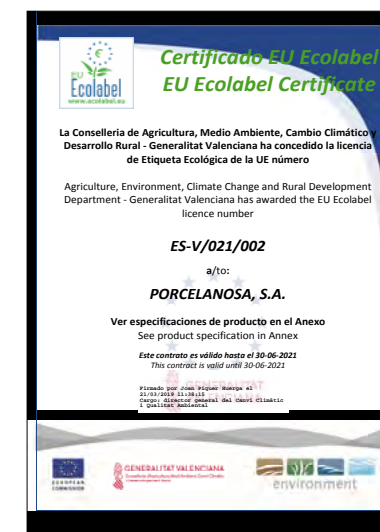 Certificado EU Ecolabel
EU Ecolabel Certificate
EU
Ecolabel
www.ecolabel.eu
La Conselleria de Agricultura, Medio Ambiente, Cambio Climático y
Desarrollo Rural - Generalitat Valenciana ha concedido la licencia
de Etiqueta Ecológica de la UE número
Agriculture, Environment, Climate Change and Rural Development
Department - Generalitat Valenciana has awarded the EU Ecolabel
licence number
ES-V/021/002
a/to:
PORCELANOSA, S.A.
Ver especificaciones de producto en el Anexo
See product specification in Annex
Este contrato es válido hasta el 30-06-2021
This contract is valid until 30-06-2021
Firmado por Joan Piquer Huerga el
21/03/2019 11:38:15
Cargo: director general del Canvi Climàtic
i Qualitat Ambiental
GENERALITAT
EUROPEAN
COMMISSION
GENERALITAT VALENCIANA
environment